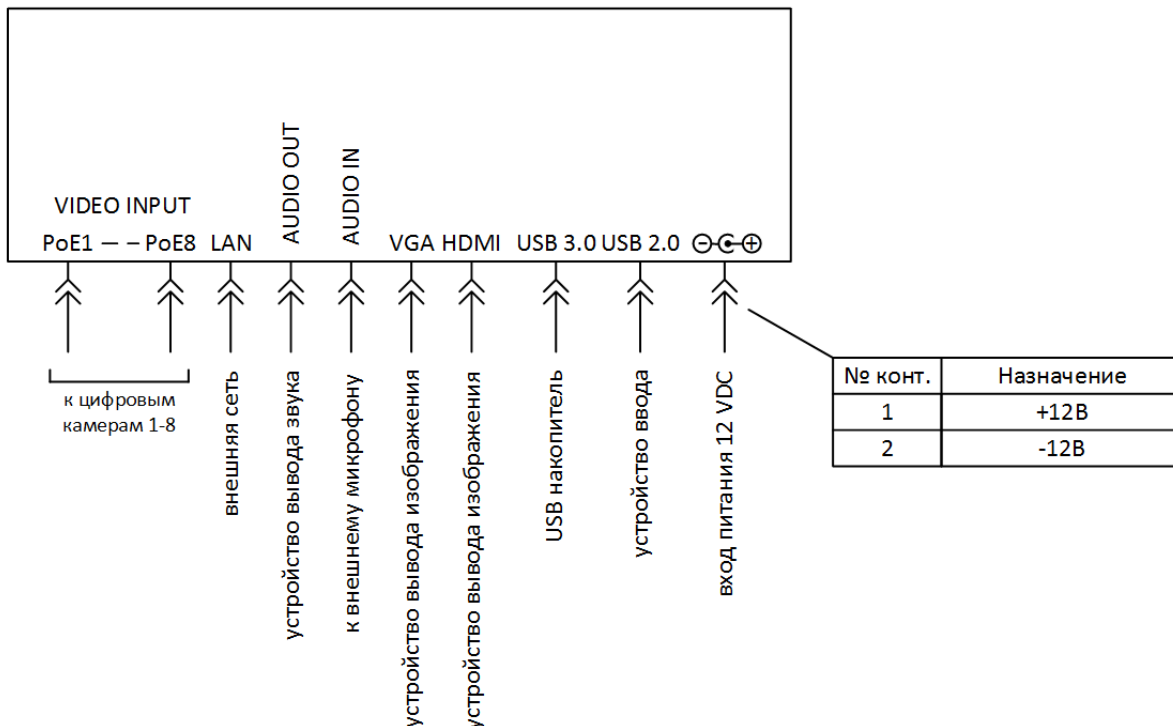 VIDEO INPUT
PoE1 — – PoE8
LAN
AUDIO OUT
AUDIO IN
VGA
HDMI
USB 3.0
USB 2.0
к цифровым
камерам 1-8
внешняя сеть
устройство вывода звука
к внешнему микрофону
устройство вывода изображения
устройство вывода изображения
USB накопитель
устройство ввода
вход питания 12 VDC
№ конт. Назначение
1 +12В
2 -12В